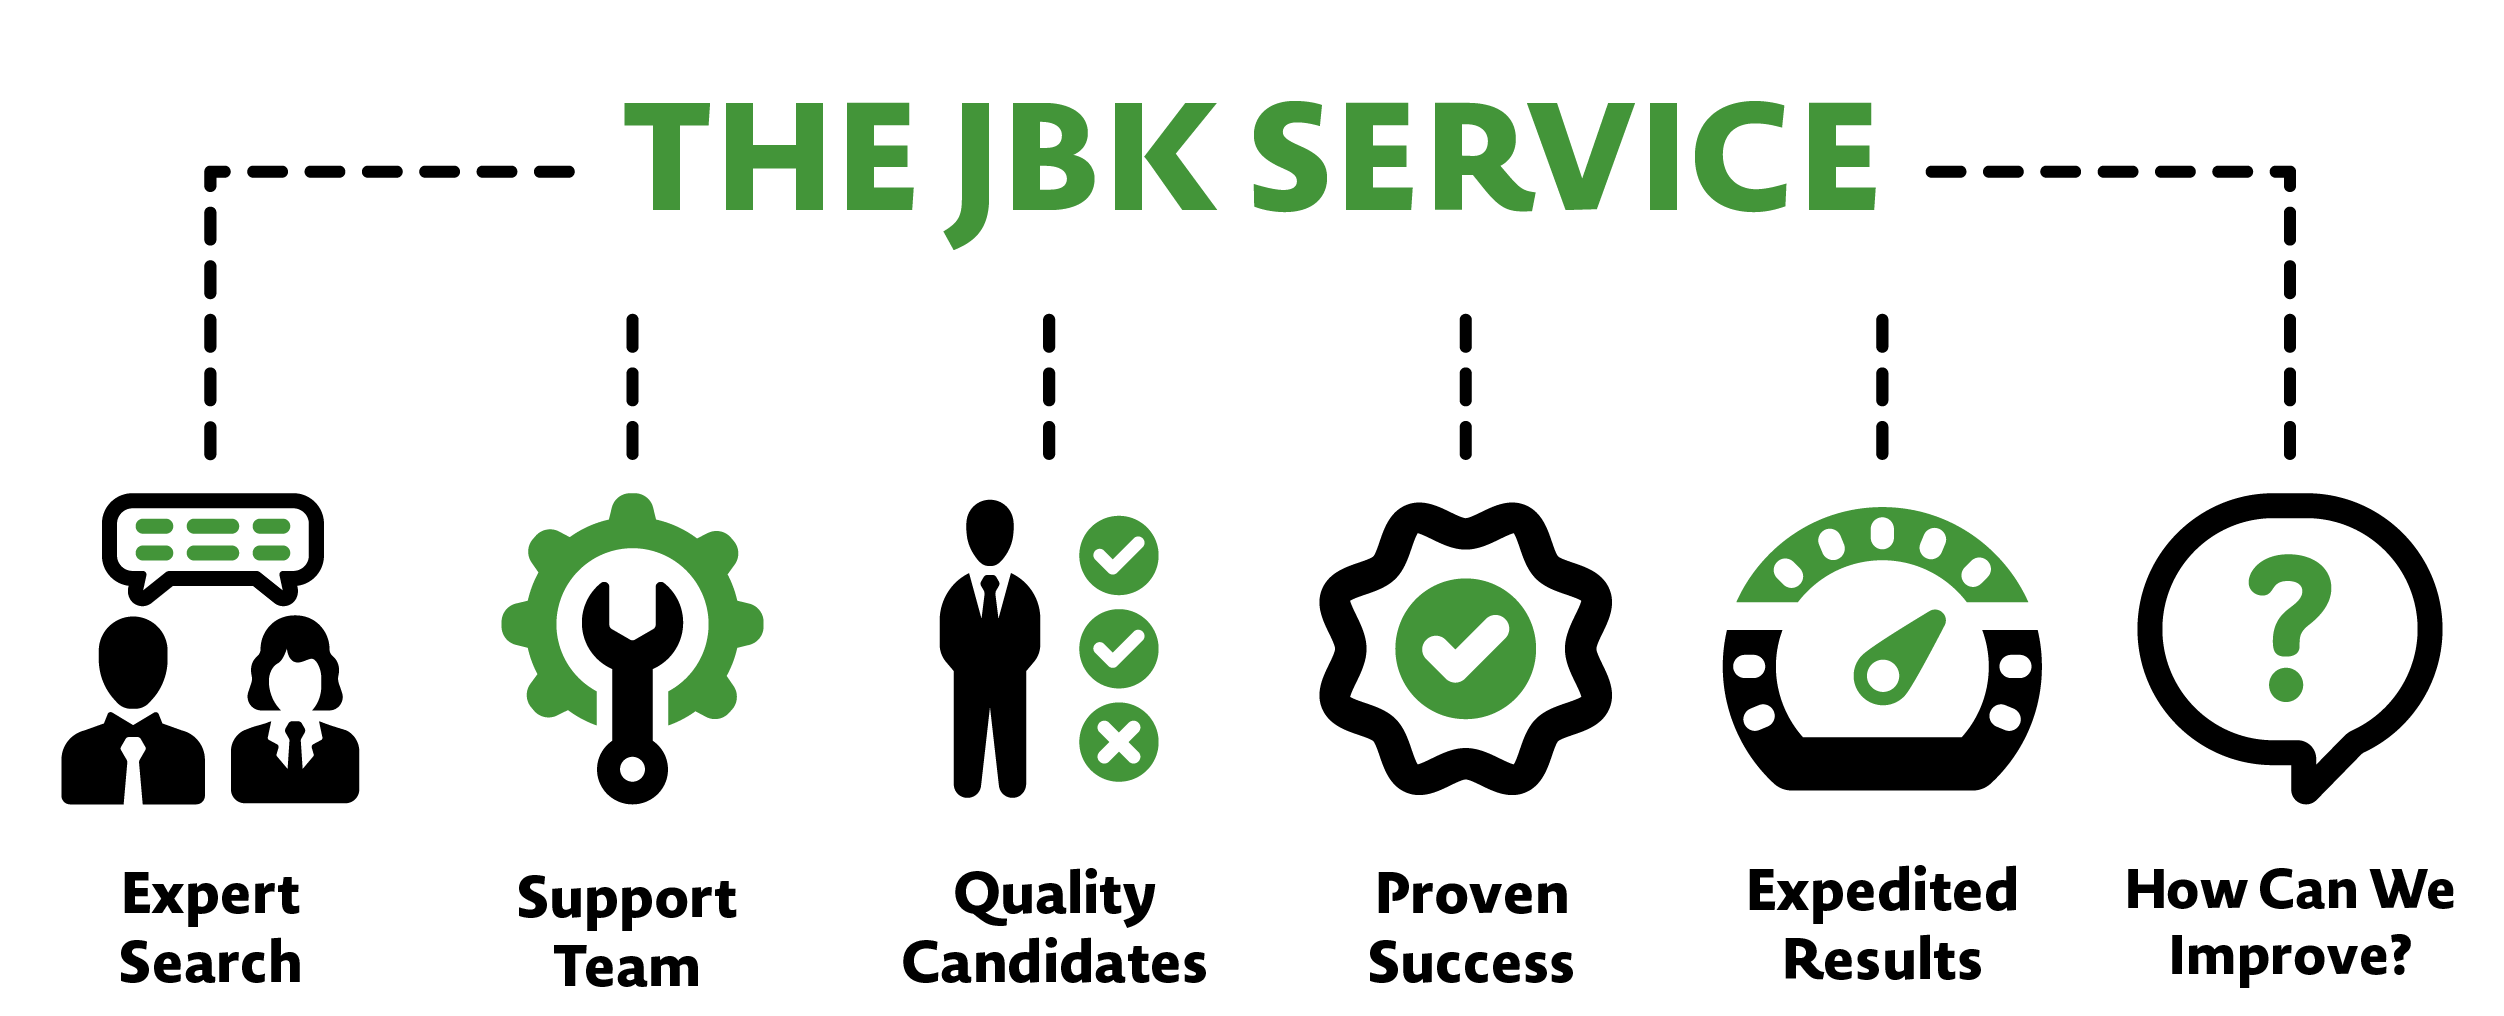 THE JBK SERVICE
Expert
Search
Support
Team
Quality
Candidates
Proven
Success
Expedited
Results
How Can We
Improve?